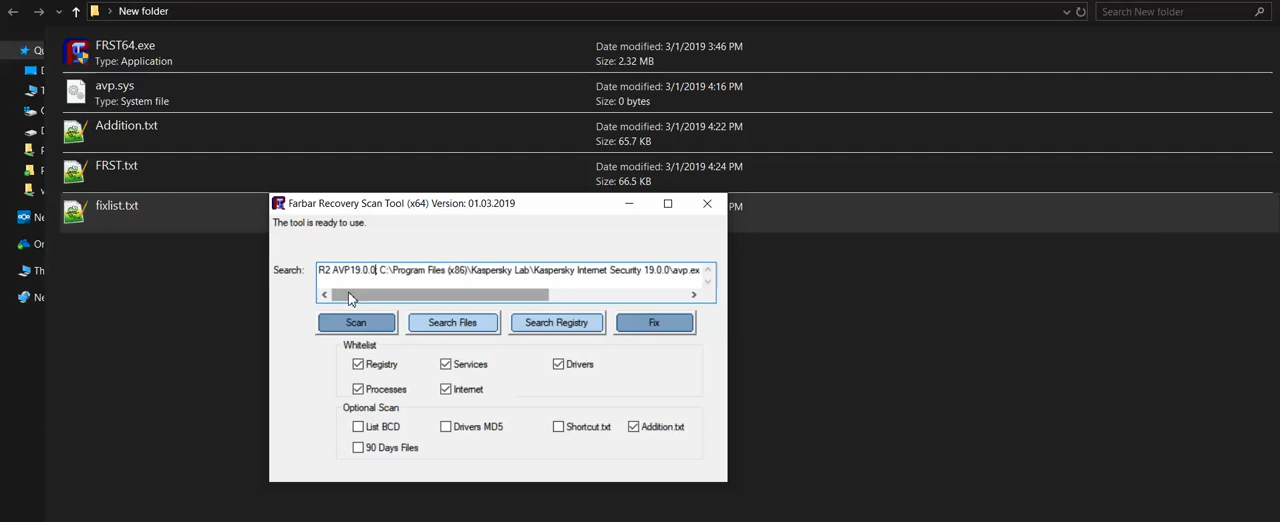 New folder
Search New folder
FRST64.exe
Type: Application
Date modified: 3/1/2019 3:46 PM
Size: 2.32 MB
avp.sys
Type: System file
Date modified: 3/1/2019 4:16 PM
Size: 0 bytes
Addition.txt
Date modified: 3/1/2019 4:22 PM
Size: 65.7 KB
FRST.txt
Date modified: 3/1/2019 4:24 PM
Size: 66.5 KB
fixlist.txt
PM
Qu
D
T
D
Ne
On
Th
Ne
Farbar Recovery Scan Tool (x64) Version: 01.03.2019
The tool is ready to use.
Search:
R2 AVP19.0.0; C:\Program Files (x86)\Kaspersky Lab\Kaspersky Internet Security 19.0.0\avp.ex
Scan
Search Files
Search Registry
Fix
Whitelist
Registry
Services
Drivers
Processes
Internet
Optional Scan
List BCD
Drivers MD5
Shortcut.txt
Addition.txt
90 Days Files